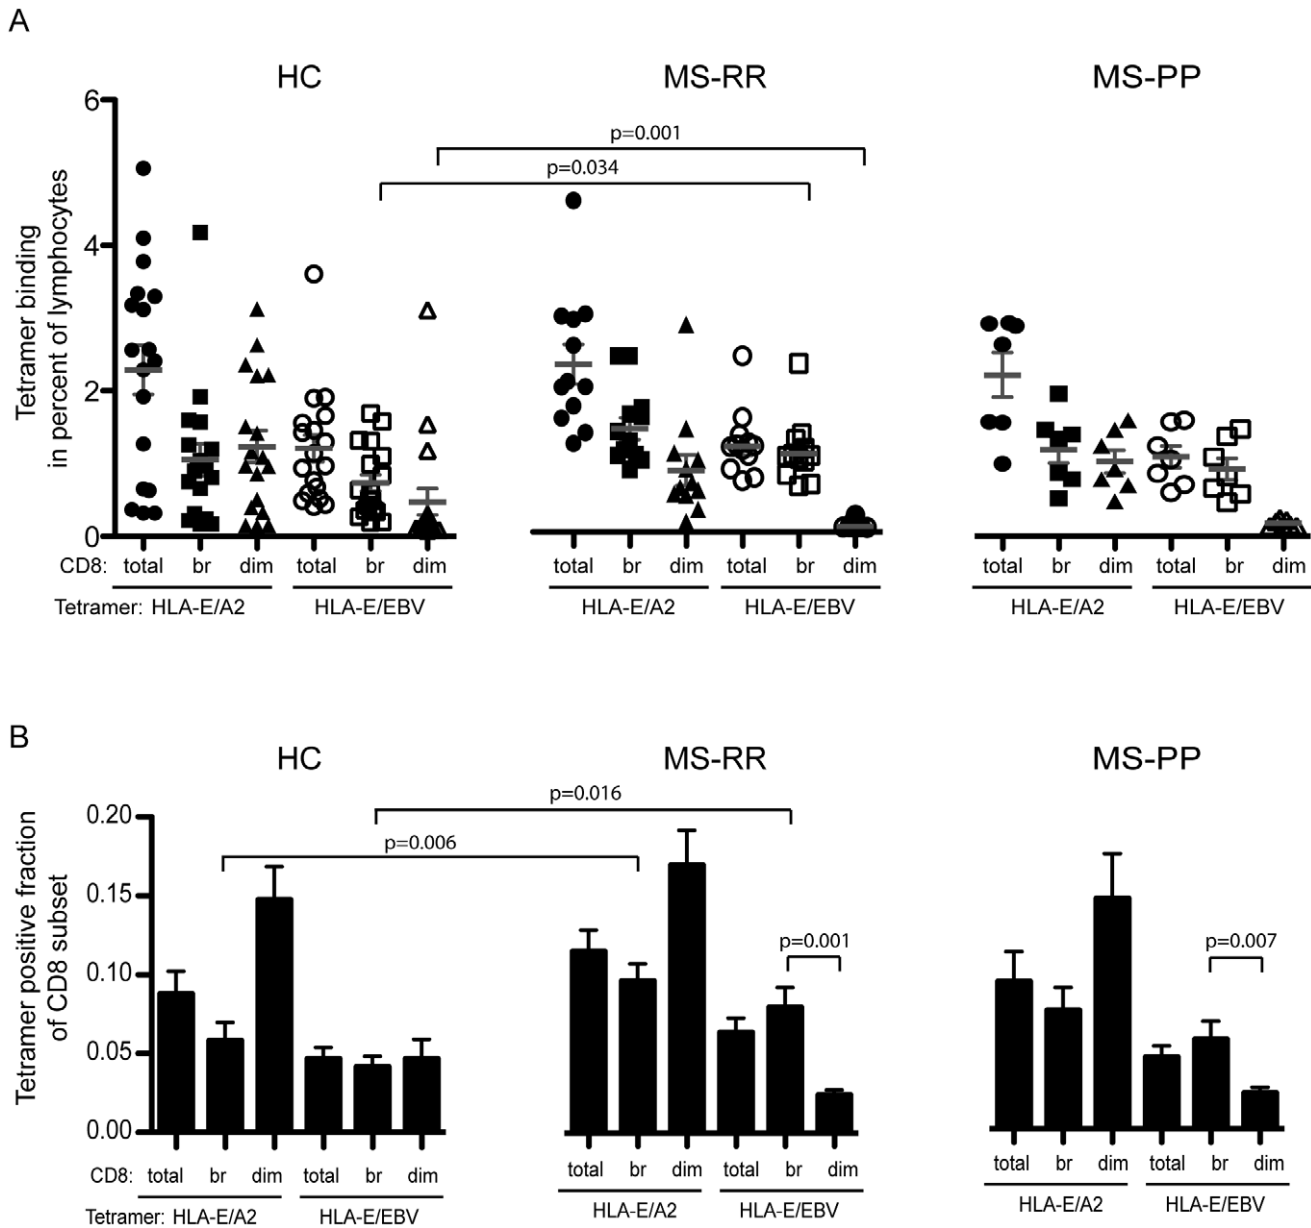 A
HC MS-RR MS-PP
6
p=0.001
p=0.034
4
2
0
Tetramer binding
in percent of lymphocytes
CD8: total br dim total br dim total br dim total br dim total br dim total br dim
Tetramer: HLA-E/A2 HLA-E/EBV HLA-E/A2 HLA-E/EBV HLA-E/A2 HLA-E/EBV
B
HC MS-RR MS-PP
p=0.016
0.20
p=0.006
0.15
p=0.001 p=0.007
0.10
0.05
0.00
Tetramer positive fraction
of CD8 subset
CD8: total br dim total br dim total br dim total br dim total br dim total br dim
Tetramer: HLA-E/A2 HLA-E/EBV HLA-E/A2 HLA-E/EBV HLA-E/A2 HLA-E/EBV